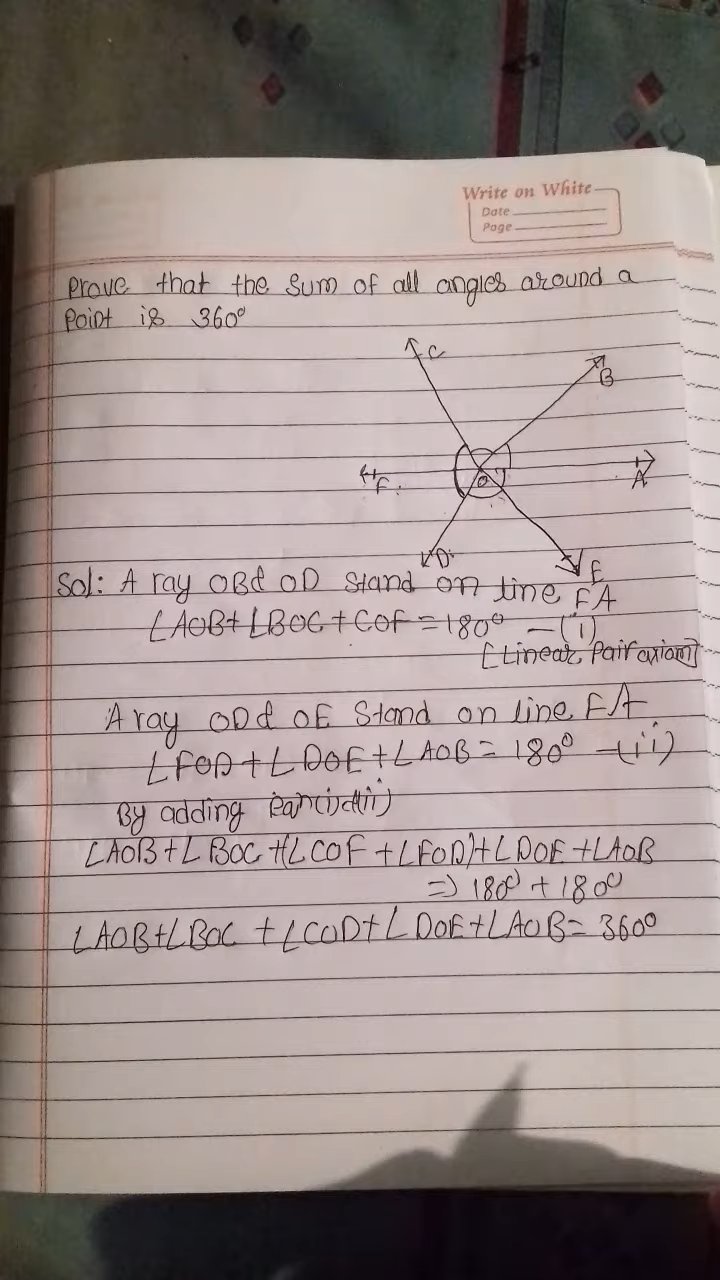 Write on White
Date
Page
Prove that the Sum of all angles around a
Point is 360°
C
B
F
O
A
D
E
Sol: A ray OB & OD Stand on line FA
∠AOB + ∠BOC + COF = 180° - (i)
[Linear Pair axiom]
A ray OD & OE Stand on line FA
∠FOD + ∠DOE + ∠AOB = 180° - (ii)
By adding (i) & (ii)
∠AOB + ∠BOC + (∠COF + ∠FOD) + ∠DOE + ∠AOB
=> 180° + 180°
∠AOB + ∠BOC + ∠COD + ∠DOE + ∠AOB = 360°